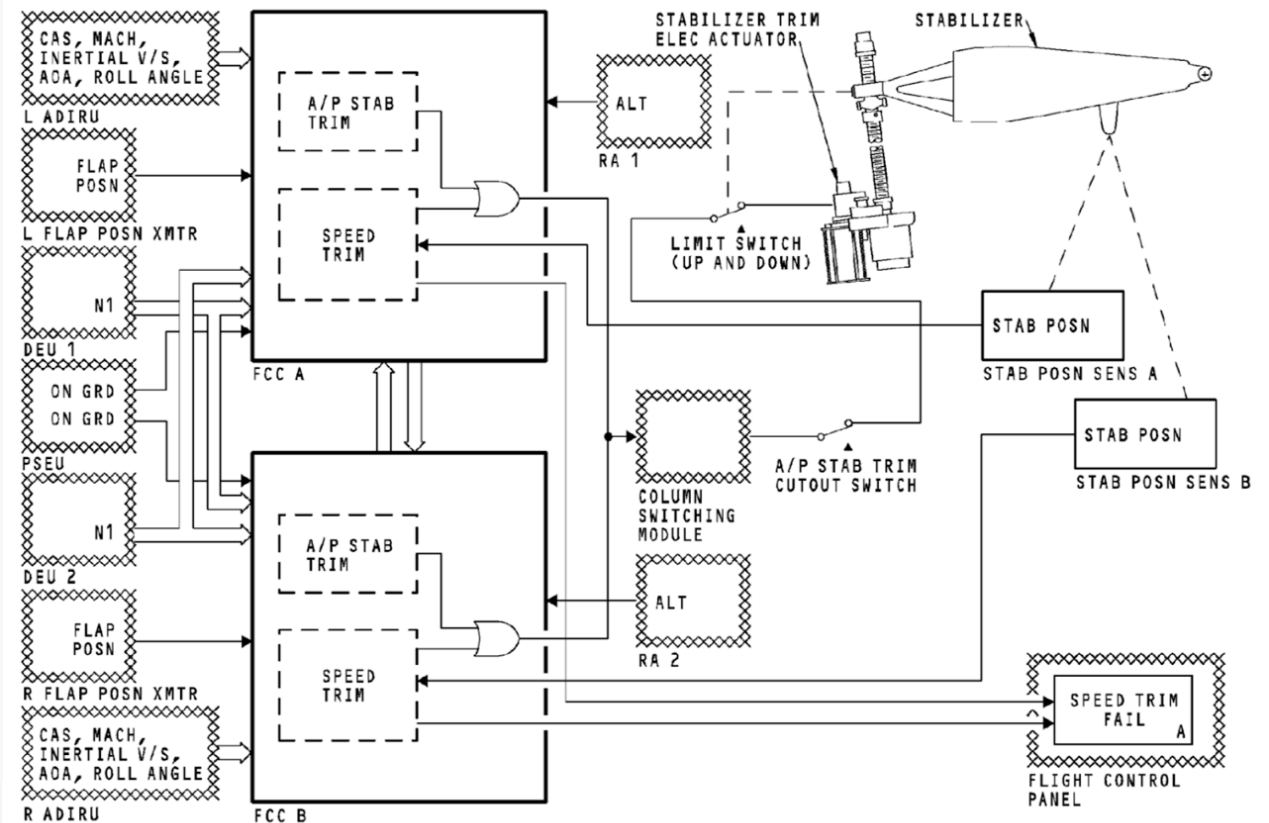 CAS, MACH,
INERTIAL V/S,
AOA, ROLL ANGLE
L ADIRU
FLAP
POSN
L FLAP POSN XMTR
N1
DEU 1
ON GRD
ON GRD
PSEU
N1
DEU 2
FLAP
POSN
R FLAP POSN XMTR
CAS, MACH,
INERTIAL V/S,
AOA, ROLL ANGLE
R ADIRU
A/P STAB
TRIM
SPEED
TRIM
FCC A
A/P STAB
TRIM
SPEED
TRIM
FCC B
ALT
RA 1
STABILIZER TRIM
ELEC ACTUATOR
STABILIZER
LIMIT SWITCH
(UP AND DOWN)
STAB POSN
STAB POSN SENS A
STAB POSN
STAB POSN SENS B
COLUMN
SWITCHING
MODULE
A/P STAB TRIM
CUTOUT SWITCH
ALT
RA 2
SPEED TRIM
FAIL
A
FLIGHT CONTROL
PANEL